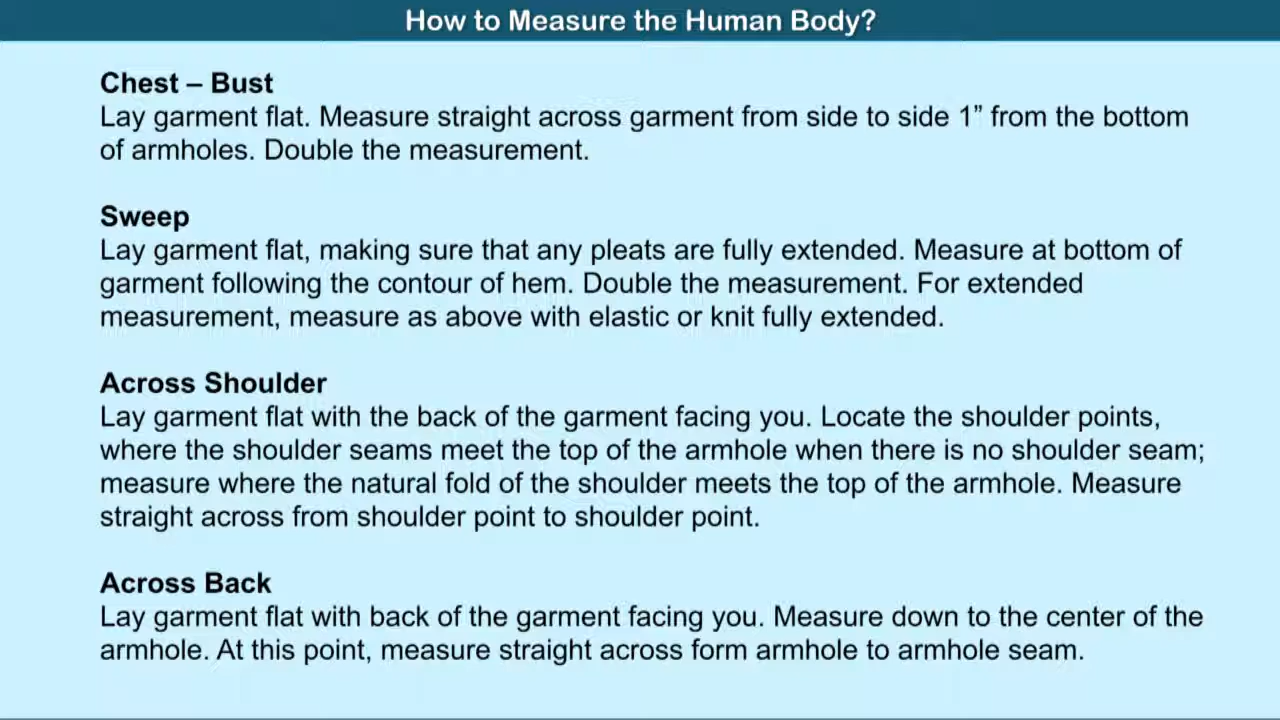 How to Measure the Human Body?
Chest – Bust
Lay garment flat. Measure straight across garment from side to side 1” from the bottom
of armholes. Double the measurement.
Sweep
Lay garment flat, making sure that any pleats are fully extended. Measure at bottom of
garment following the contour of hem. Double the measurement. For extended
measurement, measure as above with elastic or knit fully extended.
Across Shoulder
Lay garment flat with the back of the garment facing you. Locate the shoulder points,
where the shoulder seams meet the top of the armhole when there is no shoulder seam;
measure where the natural fold of the shoulder meets the top of the armhole. Measure
straight across from shoulder point to shoulder point.
Across Back
Lay garment flat with back of the garment facing you. Measure down to the center of the
armhole. At this point, measure straight across form armhole to armhole seam.